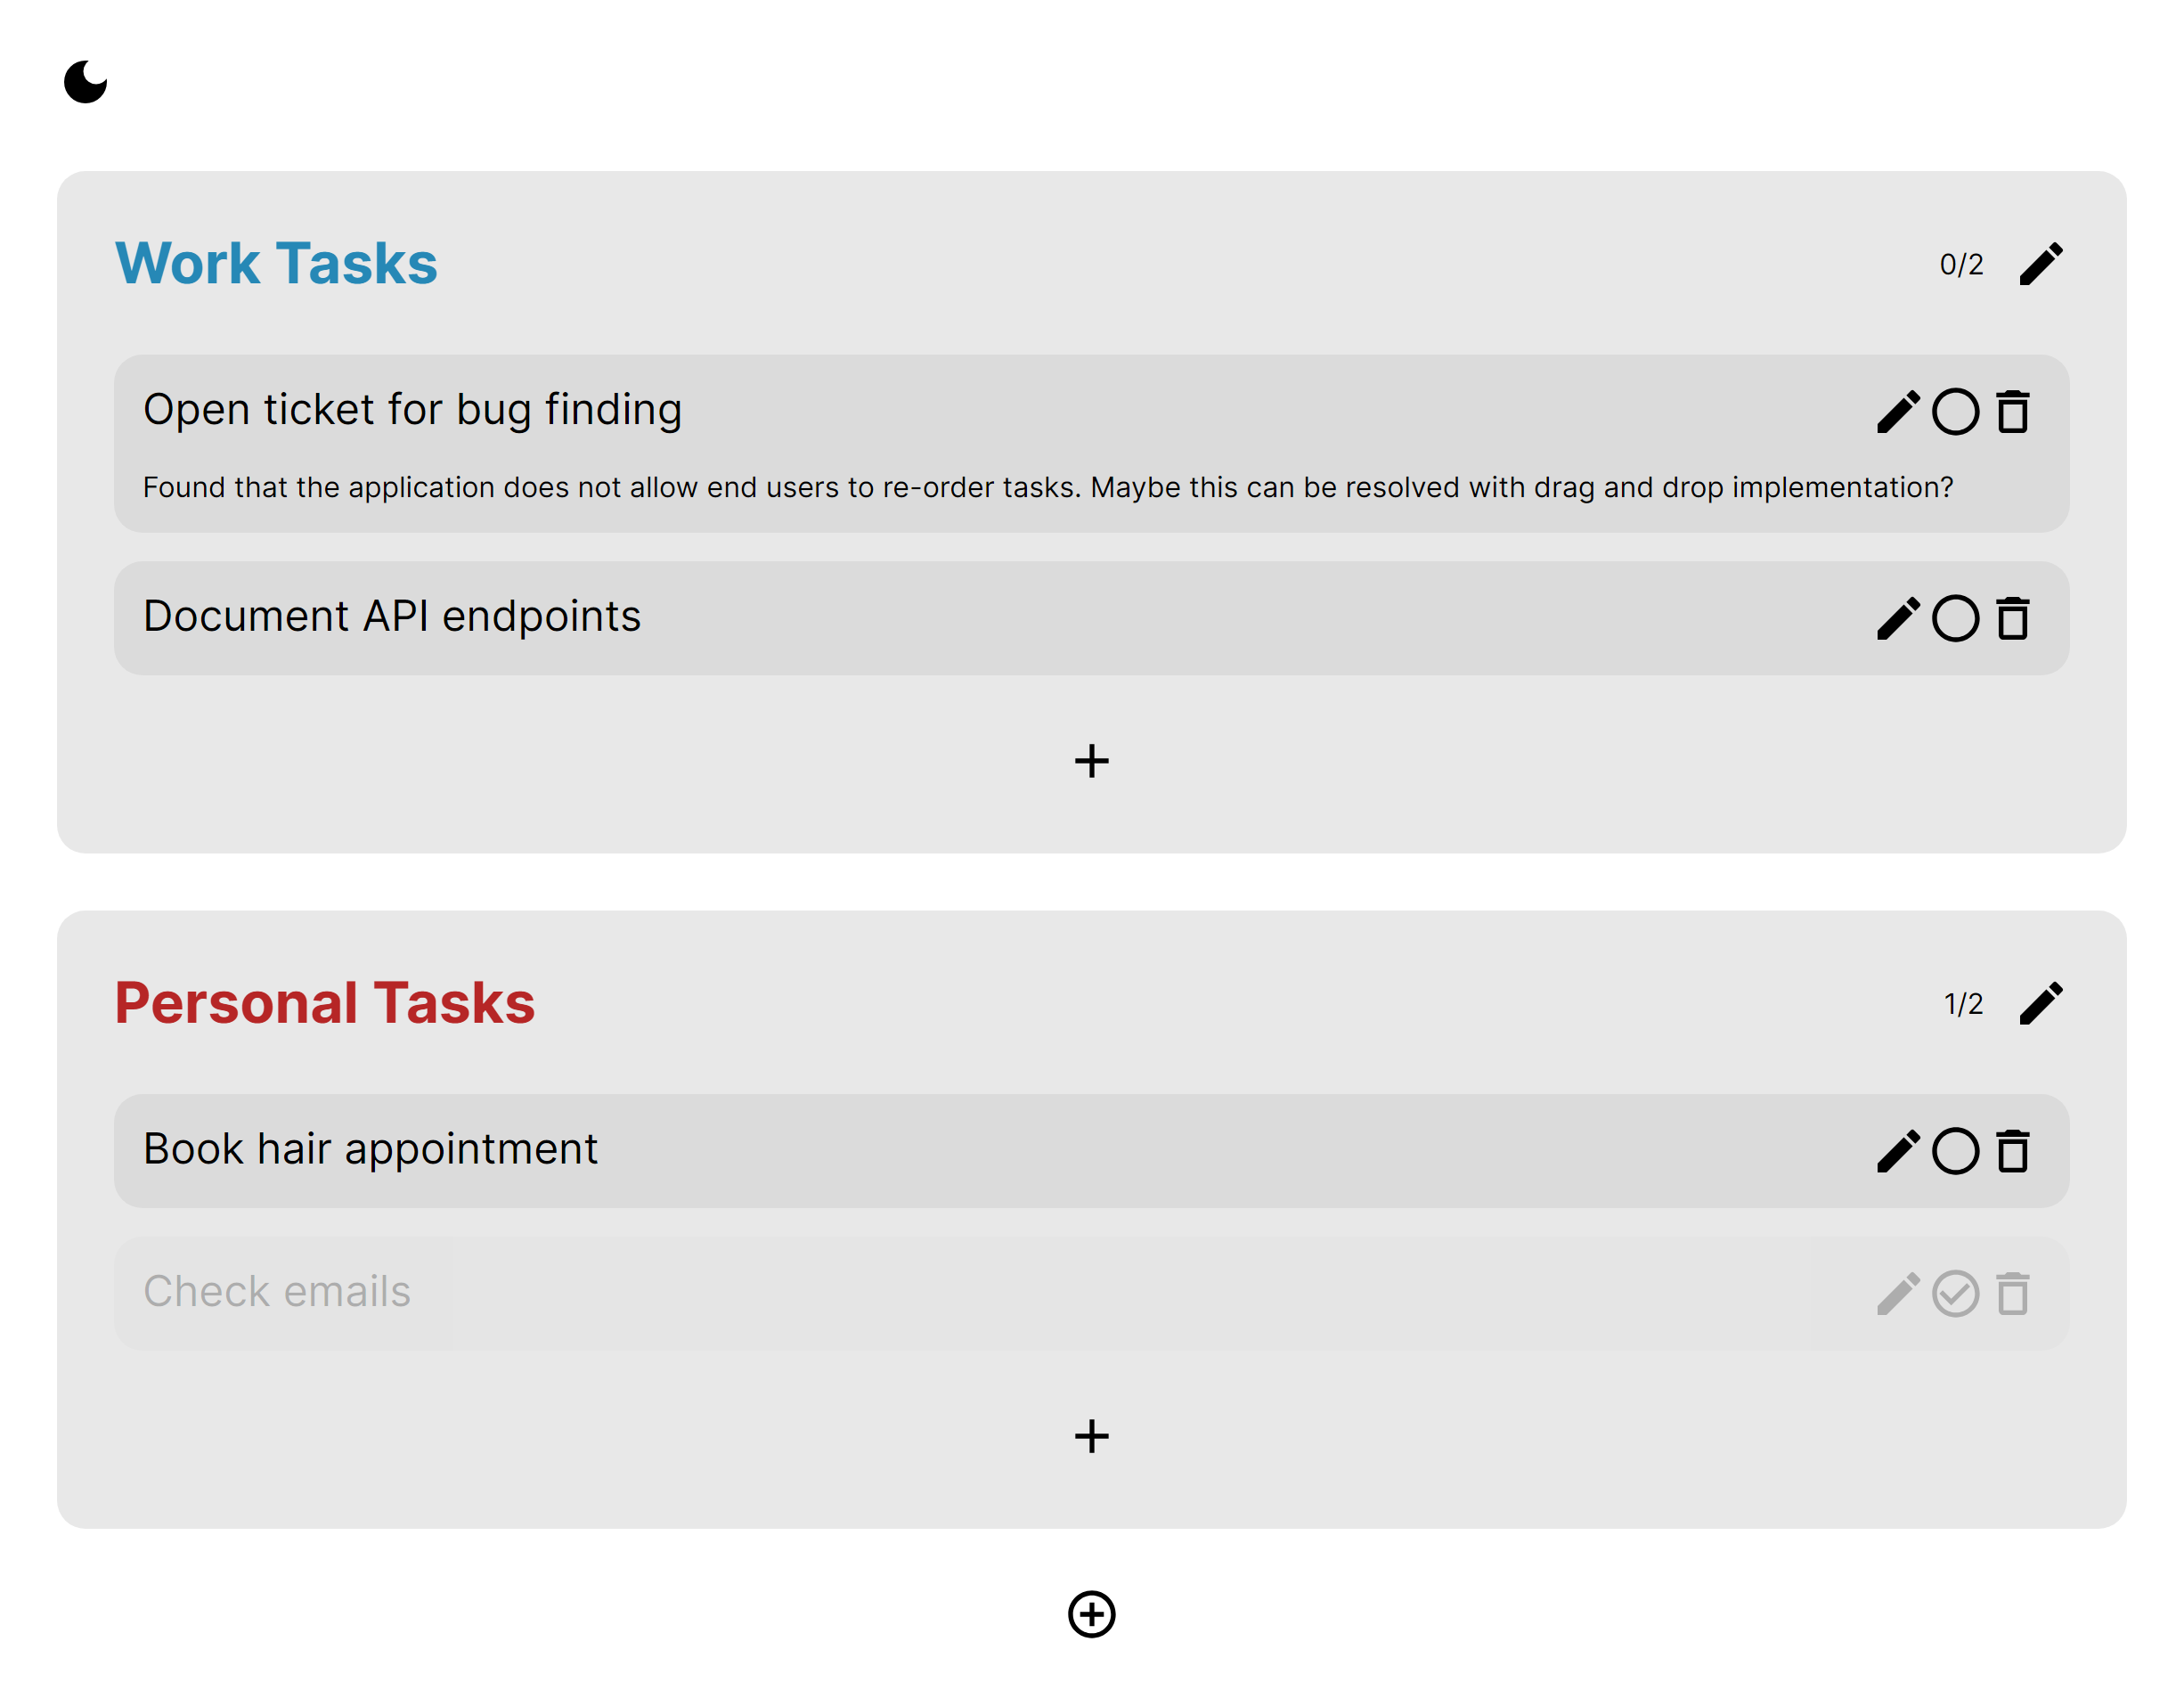 Work Tasks
0/2
Open ticket for bug finding
Found that the application does not allow end users to re-order tasks. Maybe this can be resolved with drag and drop implementation?
Document API endpoints
Personal Tasks
1/2
Book hair appointment
Check emails